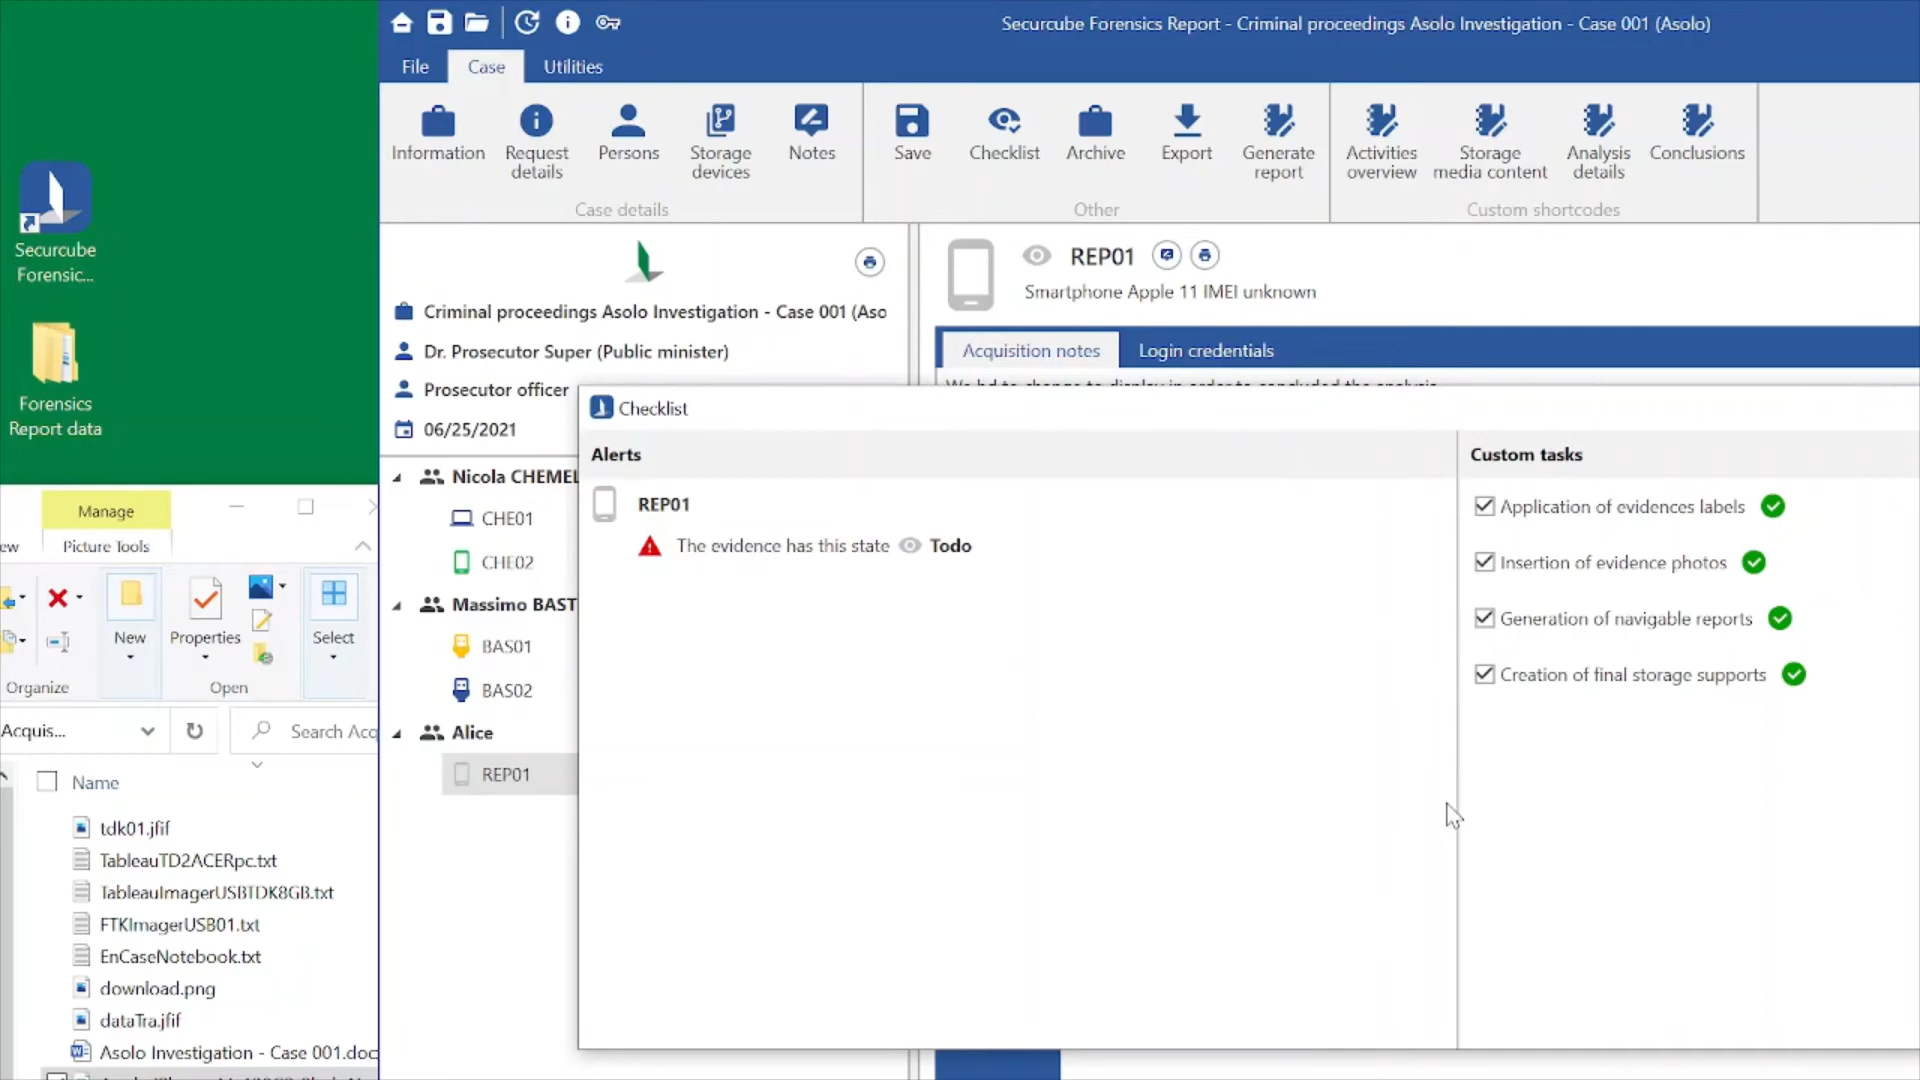 Securcube Forensics Report - Criminal proceedings Asolo Investigation - Case 001 (Asolo)
File
Case
Utilities
Information
Request
details
Persons
Storage
devices
Notes
Case details
Save
Checklist
Archive
Export
Generate
report
Other
Activities
overview
Storage
media content
Analysis
details
Conclusions
Custom shortcodes
Securcube
Forensic...
Forensics
Report data
Criminal proceedings Asolo Investigation - Case 001 (Aso
Dr. Prosecutor Super (Public minister)
Prosecutor officer
06/25/2021
Nicola CHEMEL
CHE01
CHE02
Massimo BAST
BAS01
BAS02
Alice
REP01
REP01
Smartphone Apple 11 IMEI unknown
Acquisition notes
Login credentials
Checklist
Alerts
REP01
The evidence has this state Todo
Custom tasks
Application of evidences labels
Insertion of evidence photos
Generation of navigable reports
Creation of final storage supports
Manage
ew
Picture Tools
New
Properties
Select
Organize
Open
Acquis...
Search Acq
Name
tdk01.jfif
TableauTD2ACERpc.txt
TableauImagerUSBTDK8GB.txt
FTKImagerUSB01.txt
EnCaseNotebook.txt
download.png
dataTra.jfif
Asolo Investigation - Case 001.doc